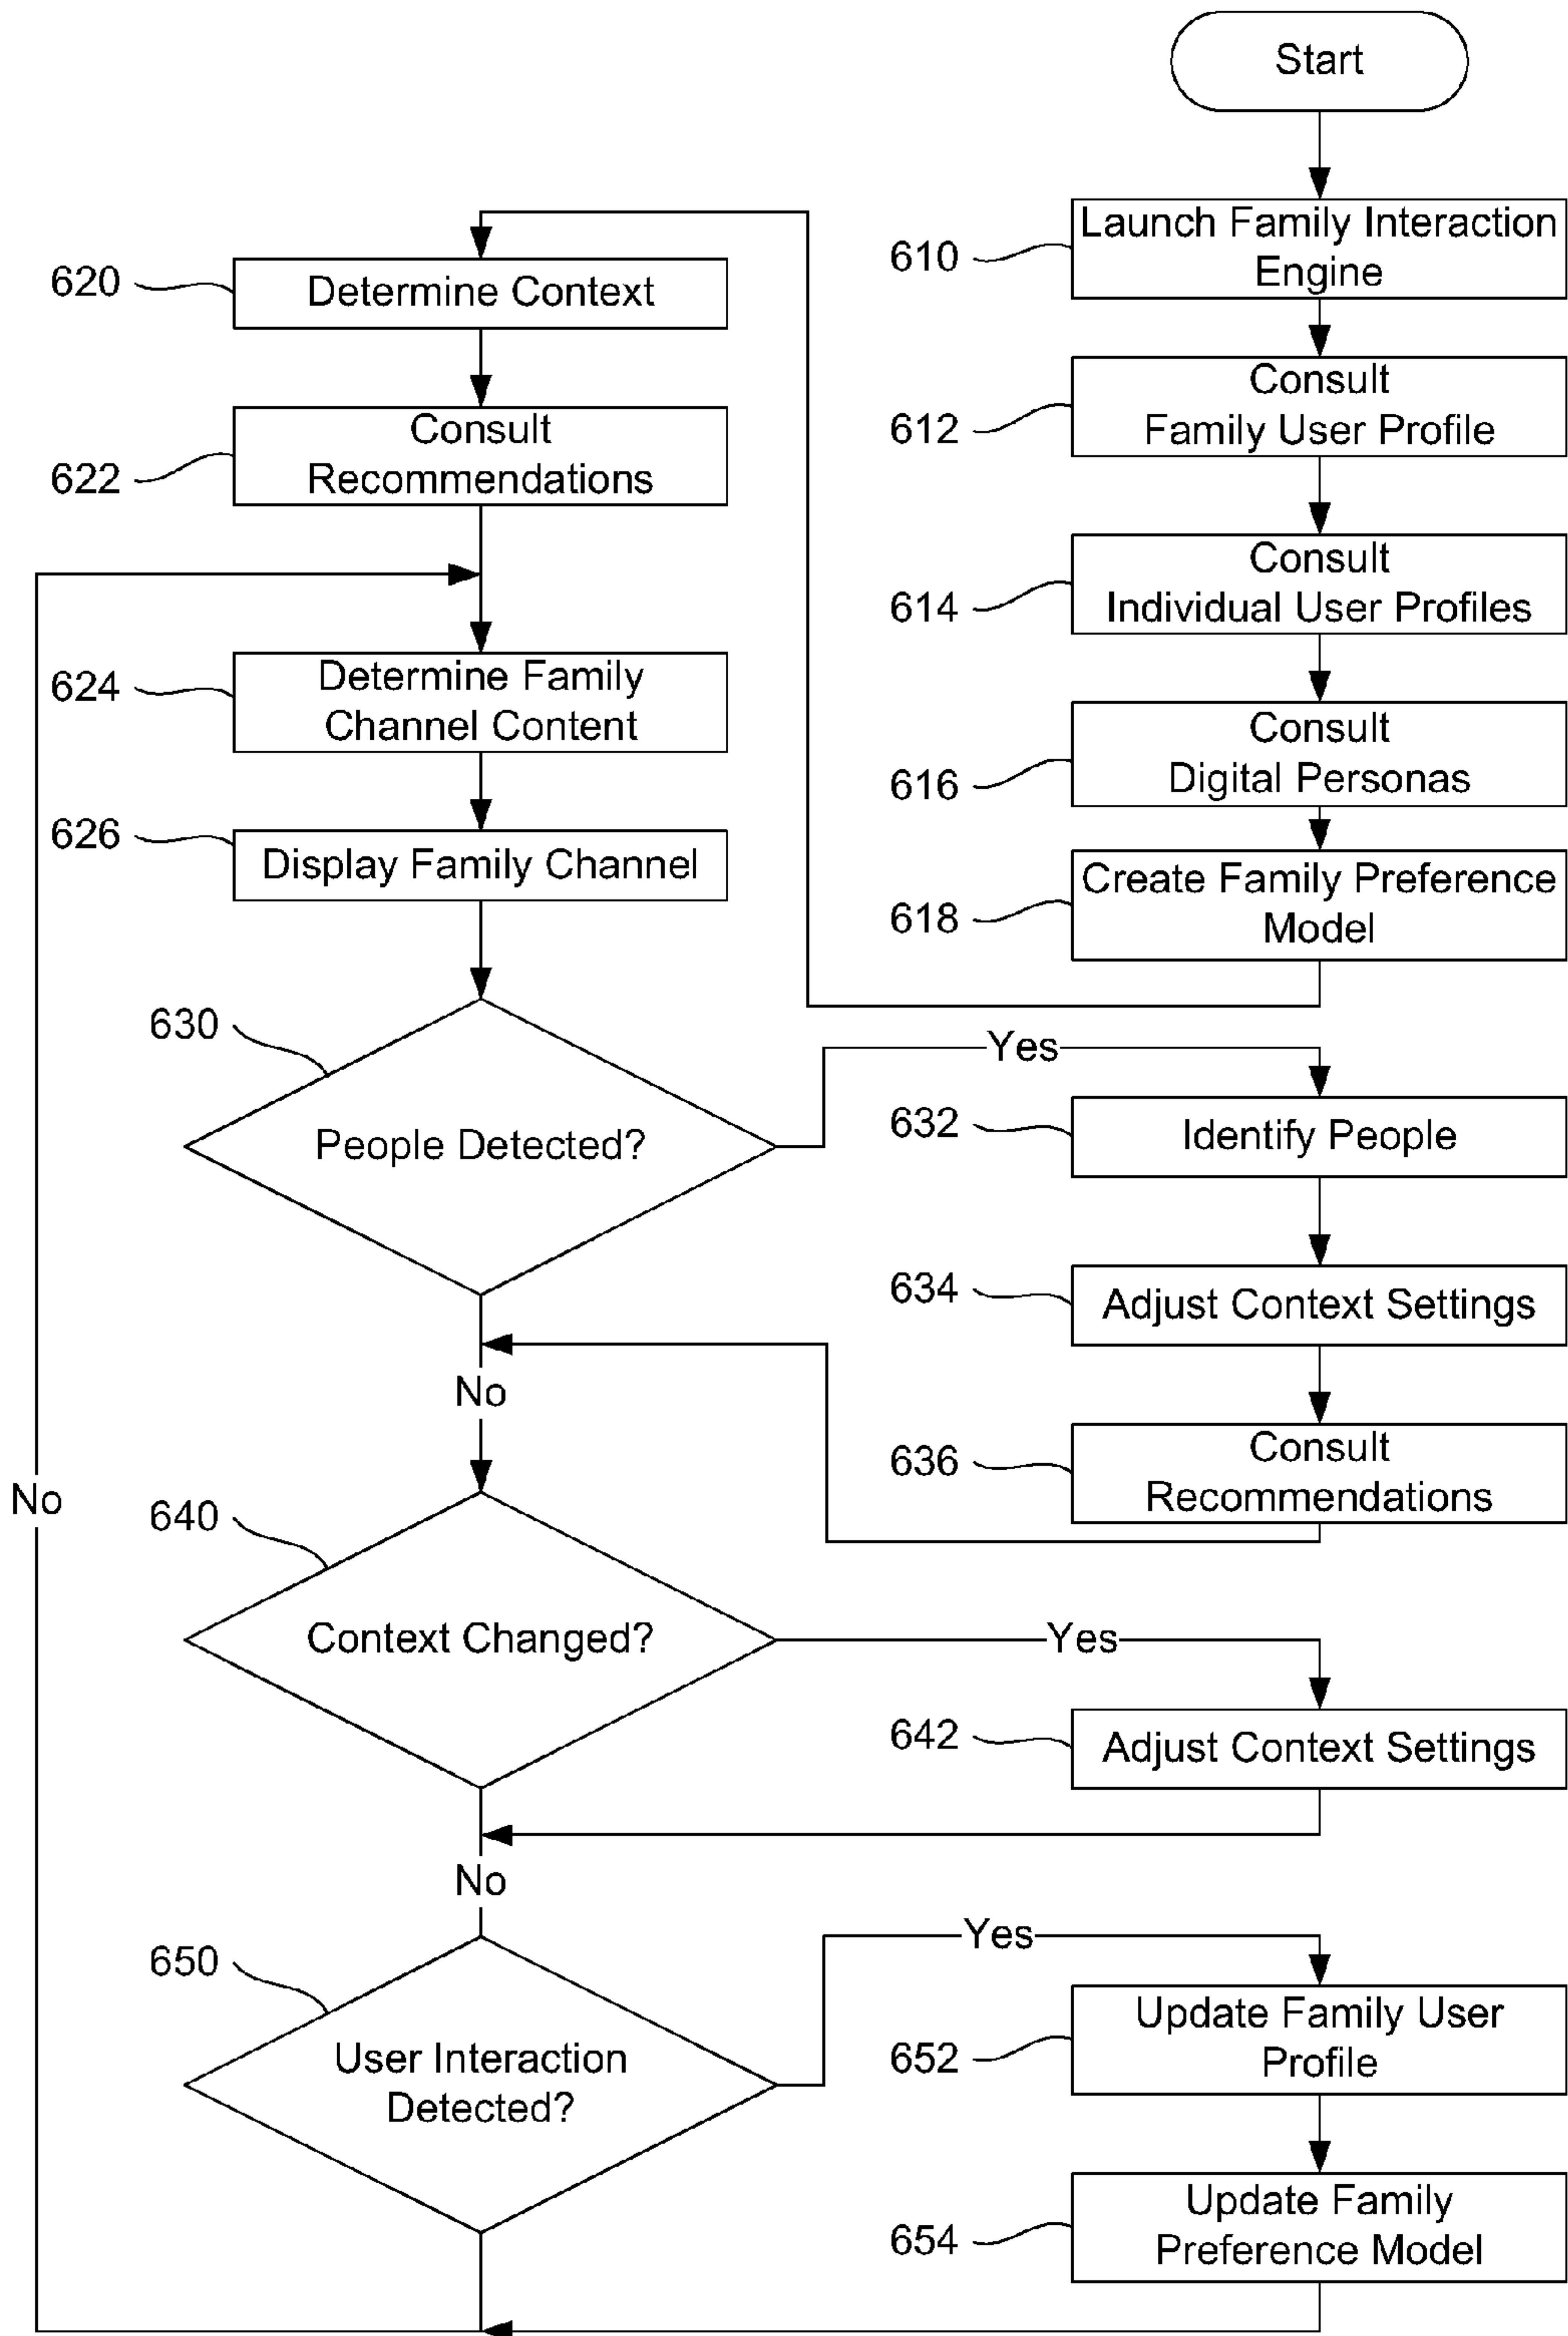 Start
610
Launch Family Interaction
Engine
612
Consult
Family User Profile
614
Consult
Individual User Profiles
616
Consult
Digital Personas
618
Create Family Preference
Model
620
Determine Context
622
Consult
Recommendations
624
Determine Family
Channel Content
626
Display Family Channel
630
People Detected?
Yes
632
Identify People
634
Adjust Context Settings
636
Consult
Recommendations
No
640
Context Changed?
Yes
642
Adjust Context Settings
No
650
User Interaction
Detected?
Yes
652
Update Family User
Profile
654
Update Family
Preference Model
No